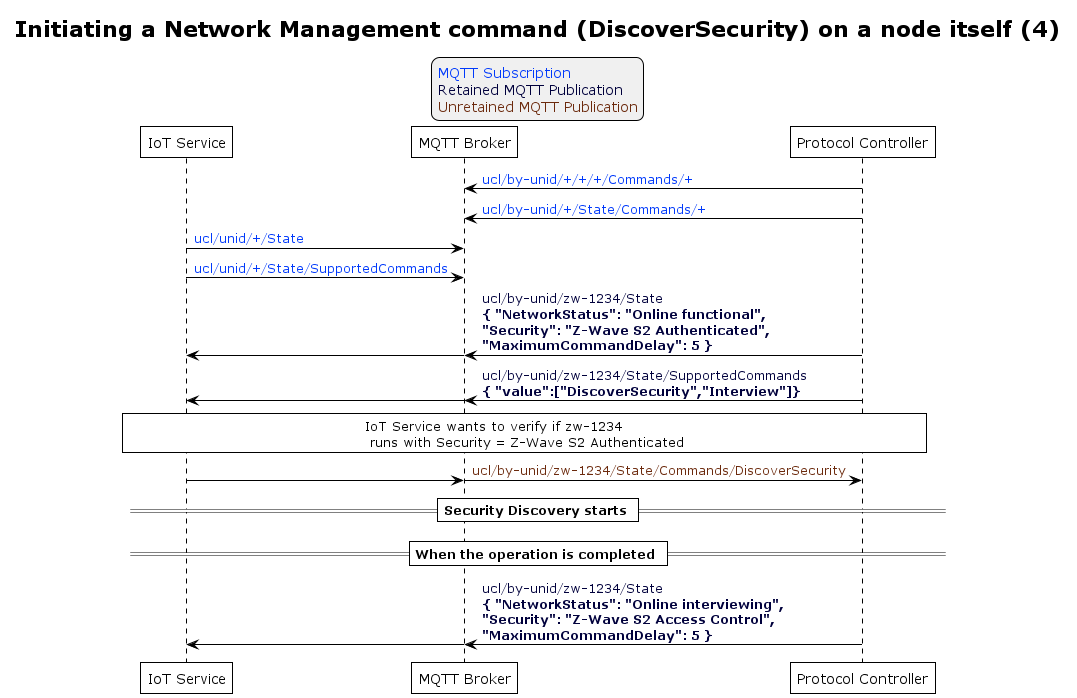 Initiating a Network Management command (DiscoverSecurity) on a node itself (4)
MQTT Subscription
Retained MQTT Publication
Unretained MQTT Publication
IoT Service
MQTT Broker
Protocol Controller
ucl/by-unid/+/+/+/Commands/+
ucl/by-unid/+/State/Commands/+
ucl/unid/+/State
ucl/unid/+/State/SupportedCommands
ucl/by-unid/zw-1234/State
{ "NetworkStatus": "Online functional",
"Security": "Z-Wave S2 Authenticated",
"MaximumCommandDelay": 5 }
ucl/by-unid/zw-1234/State/SupportedCommands
{ "value":["DiscoverSecurity","Interview"]}
IoT Service wants to verify if zw-1234
runs with Security = Z-Wave S2 Authenticated
ucl/by-unid/zw-1234/State/Commands/DiscoverSecurity
Security Discovery starts
When the operation is completed
ucl/by-unid/zw-1234/State
{ "NetworkStatus": "Online interviewing",
"Security": "Z-Wave S2 Access Control",
"MaximumCommandDelay": 5 }
IoT Service
MQTT Broker
Protocol Controller